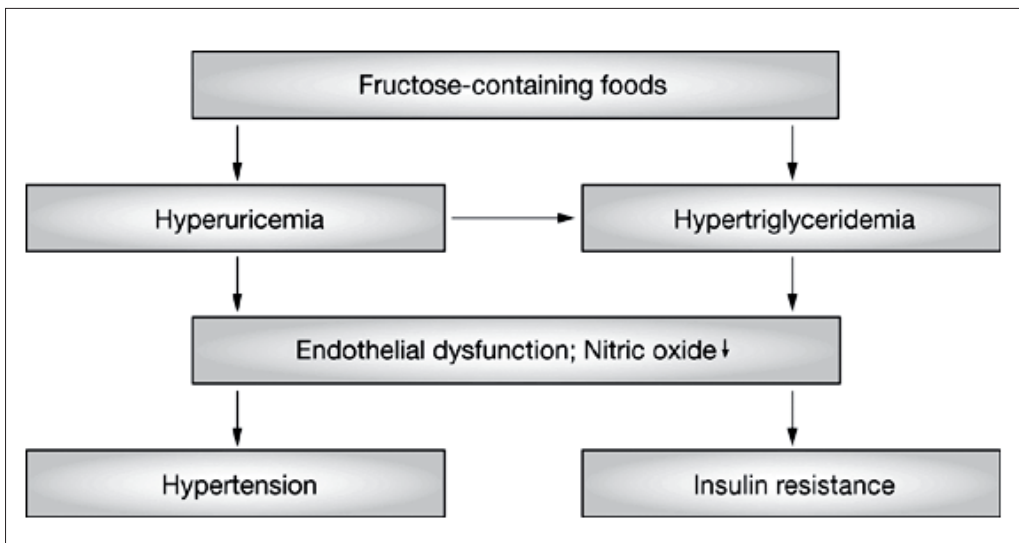 Fructose-containing foods
Hyperuricemia
Hypertriglyceridemia
Endothelial dysfunction; Nitric oxide↓
Hypertension
Insulin resistance